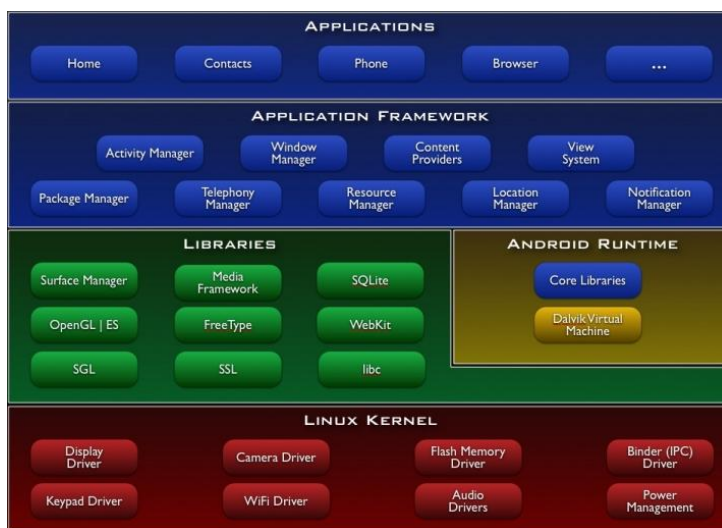 APPLICATIONS
Home
Contacts
Phone
Browser
...
APPLICATION FRAMEWORK
Activity Manager
Window
Manager
Content
Providers
View
System
Package Manager
Telephony
Manager
Resource
Manager
Location
Manager
Notification
Manager
LIBRARIES
Surface Manager
Media
Framework
SQLite
OpenGL | ES
FreeType
WebKit
SGL
SSL
libc
ANDROID RUNTIME
Core Libraries
Dalvik Virtual
Machine
LINUX KERNEL
Display
Driver
Camera Driver
Flash Memory
Driver
Binder (IPC)
Driver
Keypad Driver
WiFi Driver
Audio
Drivers
Power
Management